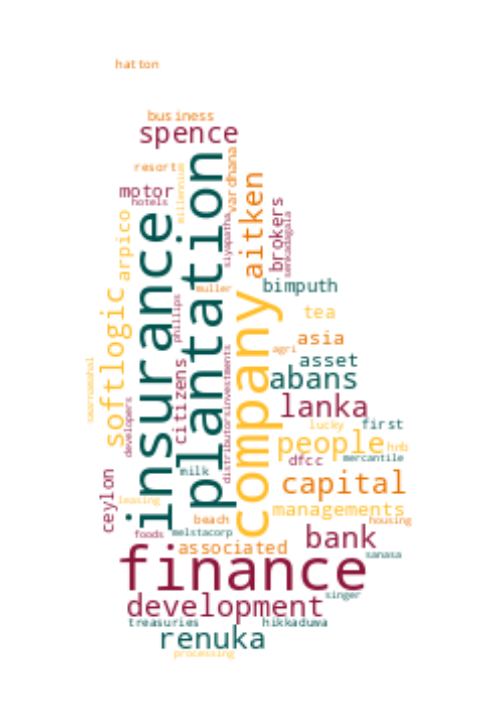 hatton
business
spence
resort
motor
hotels
millennium
vardhana
plantation
insurance
aitken
brokers
senkadagala
siyapatha
arpico
bimputh
muller
company
phillips
softlogic
tea
asia
agri
asset
abans
citizens
distributorsinvestments
swarnamahal
developers
lanka
lucky
first
people
hnb
dfcc
mercantile
milk
capital
ceylon
leasing
managements
beach
housing
foods
melstacorp
bank
associated
sanasa
finance
singer
development
treasuries
hikkaduwa
renuka
processing